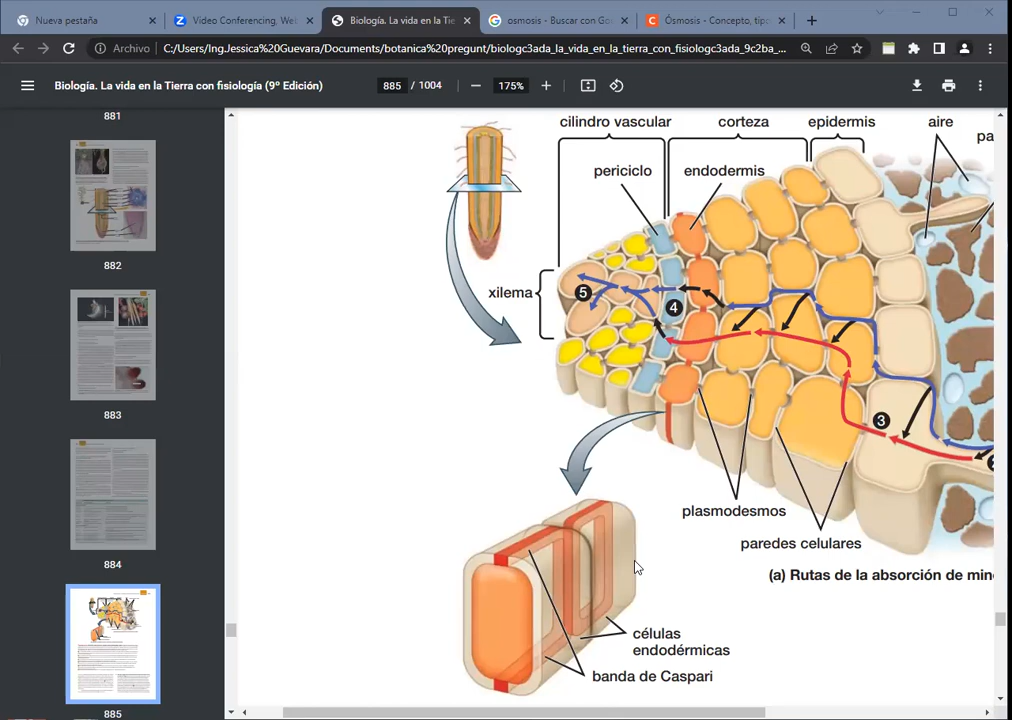 Nueva pestaña
Video Conferencing, We
Biología. La vida en la Tie
osmosis - Buscar con Go
Ósmosis - Concepto, tipo
Archivo
C:/Users/Ing.Jessica%20Guevara/Documents/botanica%20pregunt/biologc3ada_la_vida_en_la_tierra_con_fisiologc3ada_9c2ba_...
Biología. La vida en la Tierra con fisiología (9º Edición)
885 / 1004
175%
881
882
883
884
885
cilindro vascular
corteza
epidermis
aire
pa
periciclo
endodermis
xilema
5
4
3
plasmodesmos
paredes celulares
(a) Rutas de la absorción de min
células
endodérmicas
banda de Caspari